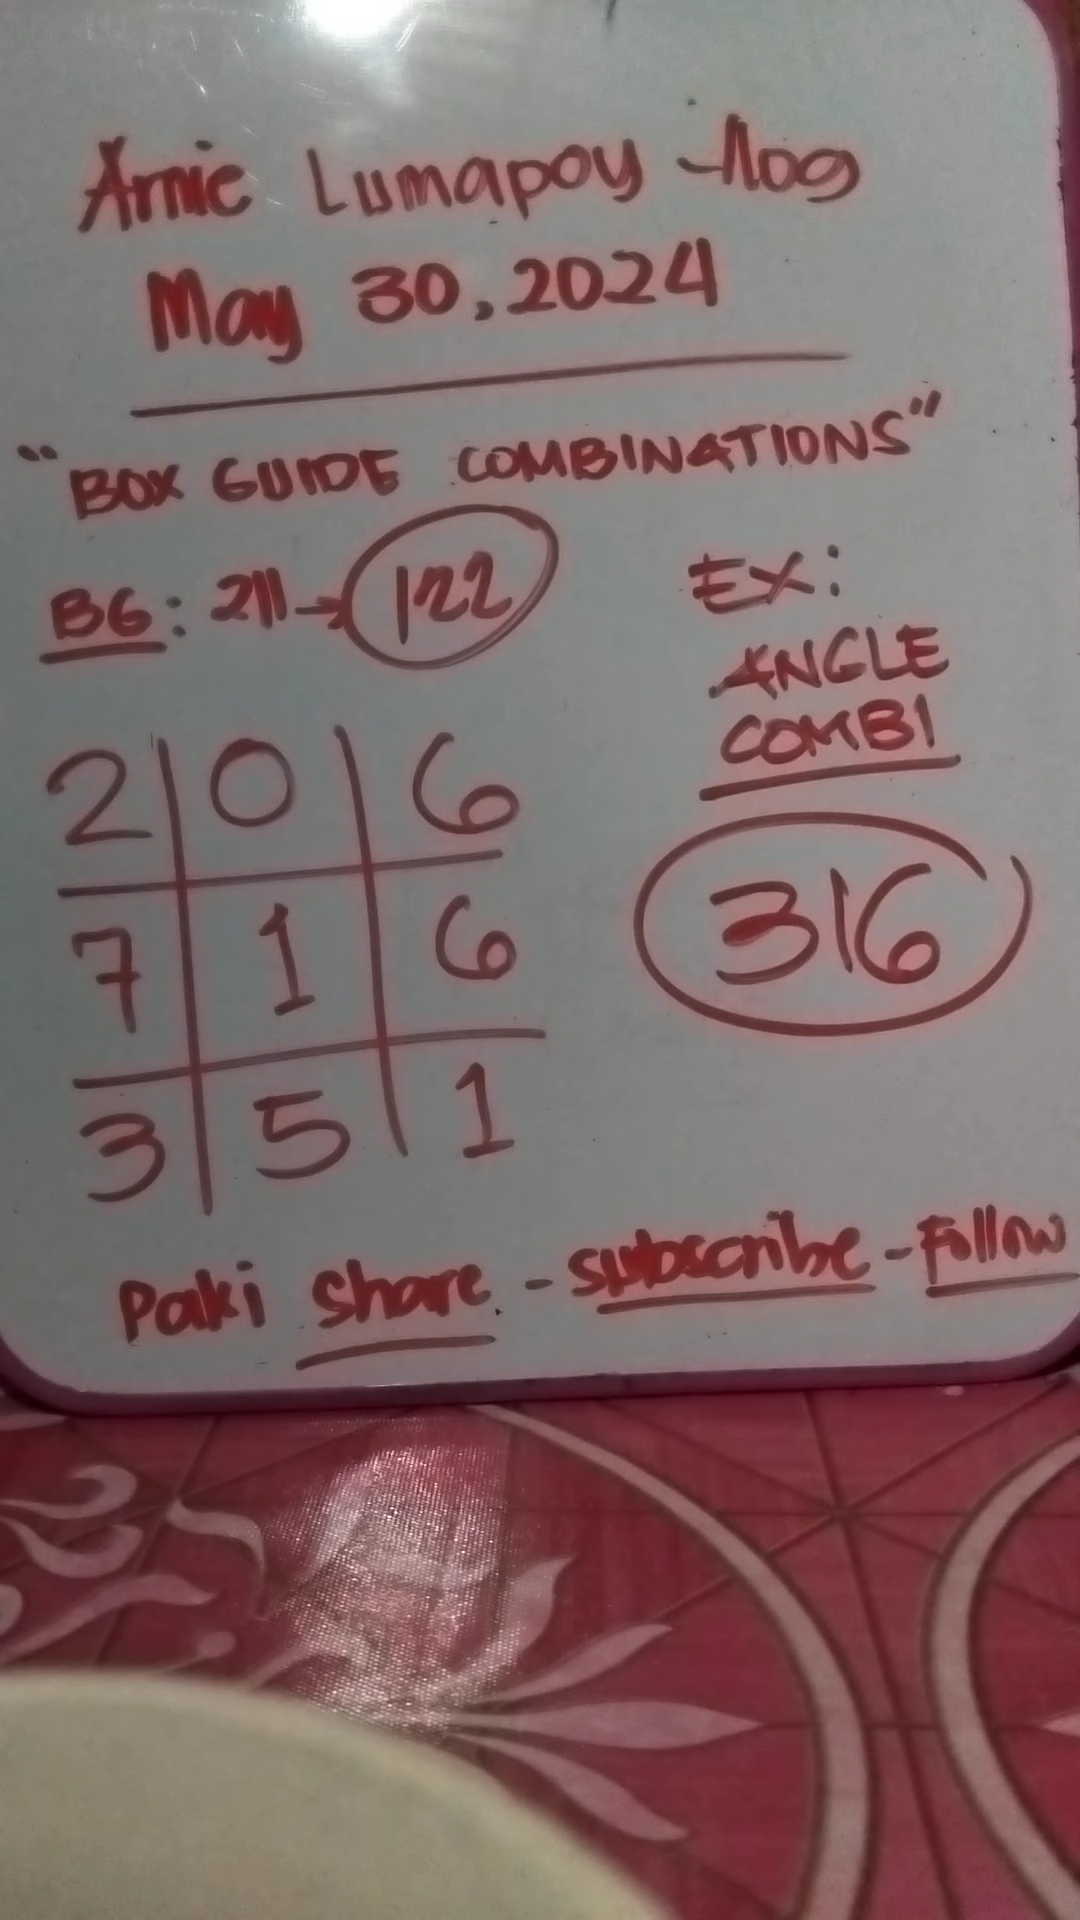 Arnie Lumapoy -log
May 30, 2024
"BOX GUIDE COMBINATIONS"
BG: 211→ 122
EX:
ANGLE
COMBI
316
2 0 6
7 1 6
3 5 1
Paki share - subscribe - Follow